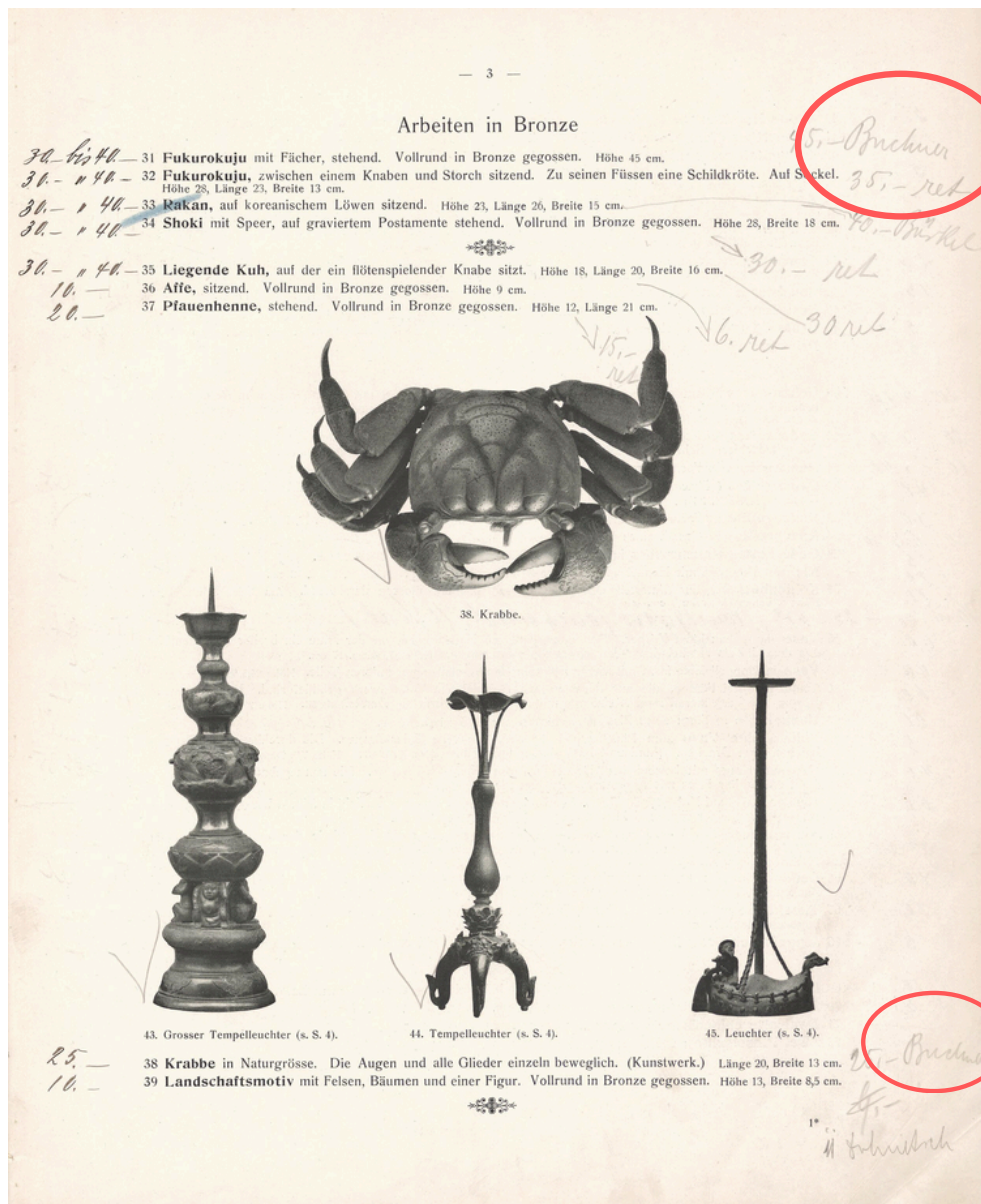 — 3 —
Arbeiten in Bronze
45,- Buchner
30.- bis 40.— 31 Fukurokuju mit Fächer, stehend. Vollrund in Bronze gegossen. Höhe 45 cm.
30.- " 40.- 32 Fukurokuju, zwischen einem Knaben und Storch sitzend. Zu seinen Füssen eine Schildkröte. Auf Sockel. 35,- ret
Höhe 28, Länge 23, Breite 13 cm.
30.- " 40.- 33 Rakan, auf koreanischem Löwen sitzend. Höhe 23, Länge 26, Breite 15 cm.
30.- " 40.- 34 Shoki mit Speer, auf graviertem Postamente stehend. Vollrund in Bronze gegossen. Höhe 28, Breite 18 cm. 40,-
30.- " 40.- 35 Liegende Kuh, auf der ein flötenspielender Knabe sitzt. Höhe 18, Länge 20, Breite 16 cm. 30.- ret
10.— 36 Affe, sitzend. Vollrund in Bronze gegossen. Höhe 9 cm.
20.— 37 Pfauenhenne, stehend. Vollrund in Bronze gegossen. Höhe 12, Länge 21 cm.
15,- ret 6. ret 30 ret
38. Krabbe.
43. Grosser Tempelleuchter (s. S. 4).
44. Tempelleuchter (s. S. 4).
45. Leuchter (s. S. 4).
25.— 38 Krabbe in Naturgrösse. Die Augen und alle Glieder einzeln beweglich. (Kunstwerk.) Länge 20, Breite 13 cm. 25,- Buchner
10.— 39 Landschaftsmotiv mit Felsen, Bäumen und einer Figur. Vollrund in Bronze gegossen. Höhe 13, Breite 8,5 cm.
1*